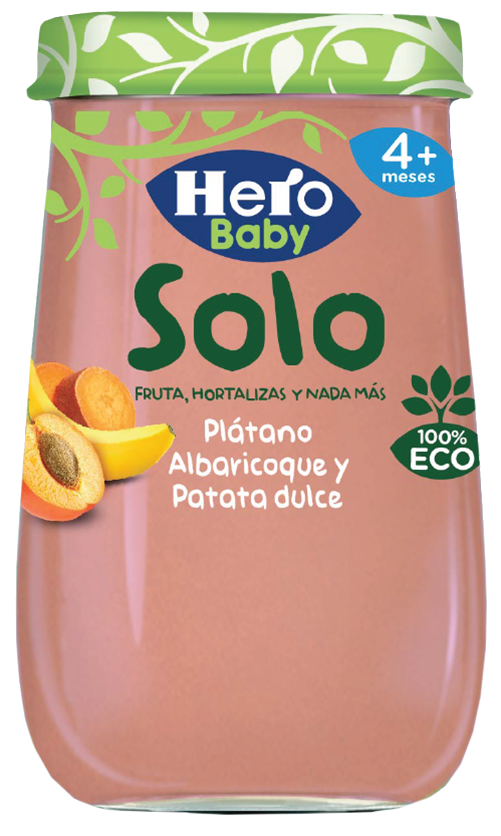 4+
meses
Hero
Baby
Solo
FRUTA, HORTALIZAS Y NADA MÁS
Plátano
Albaricoque y
Patata dulce
100%
ECO